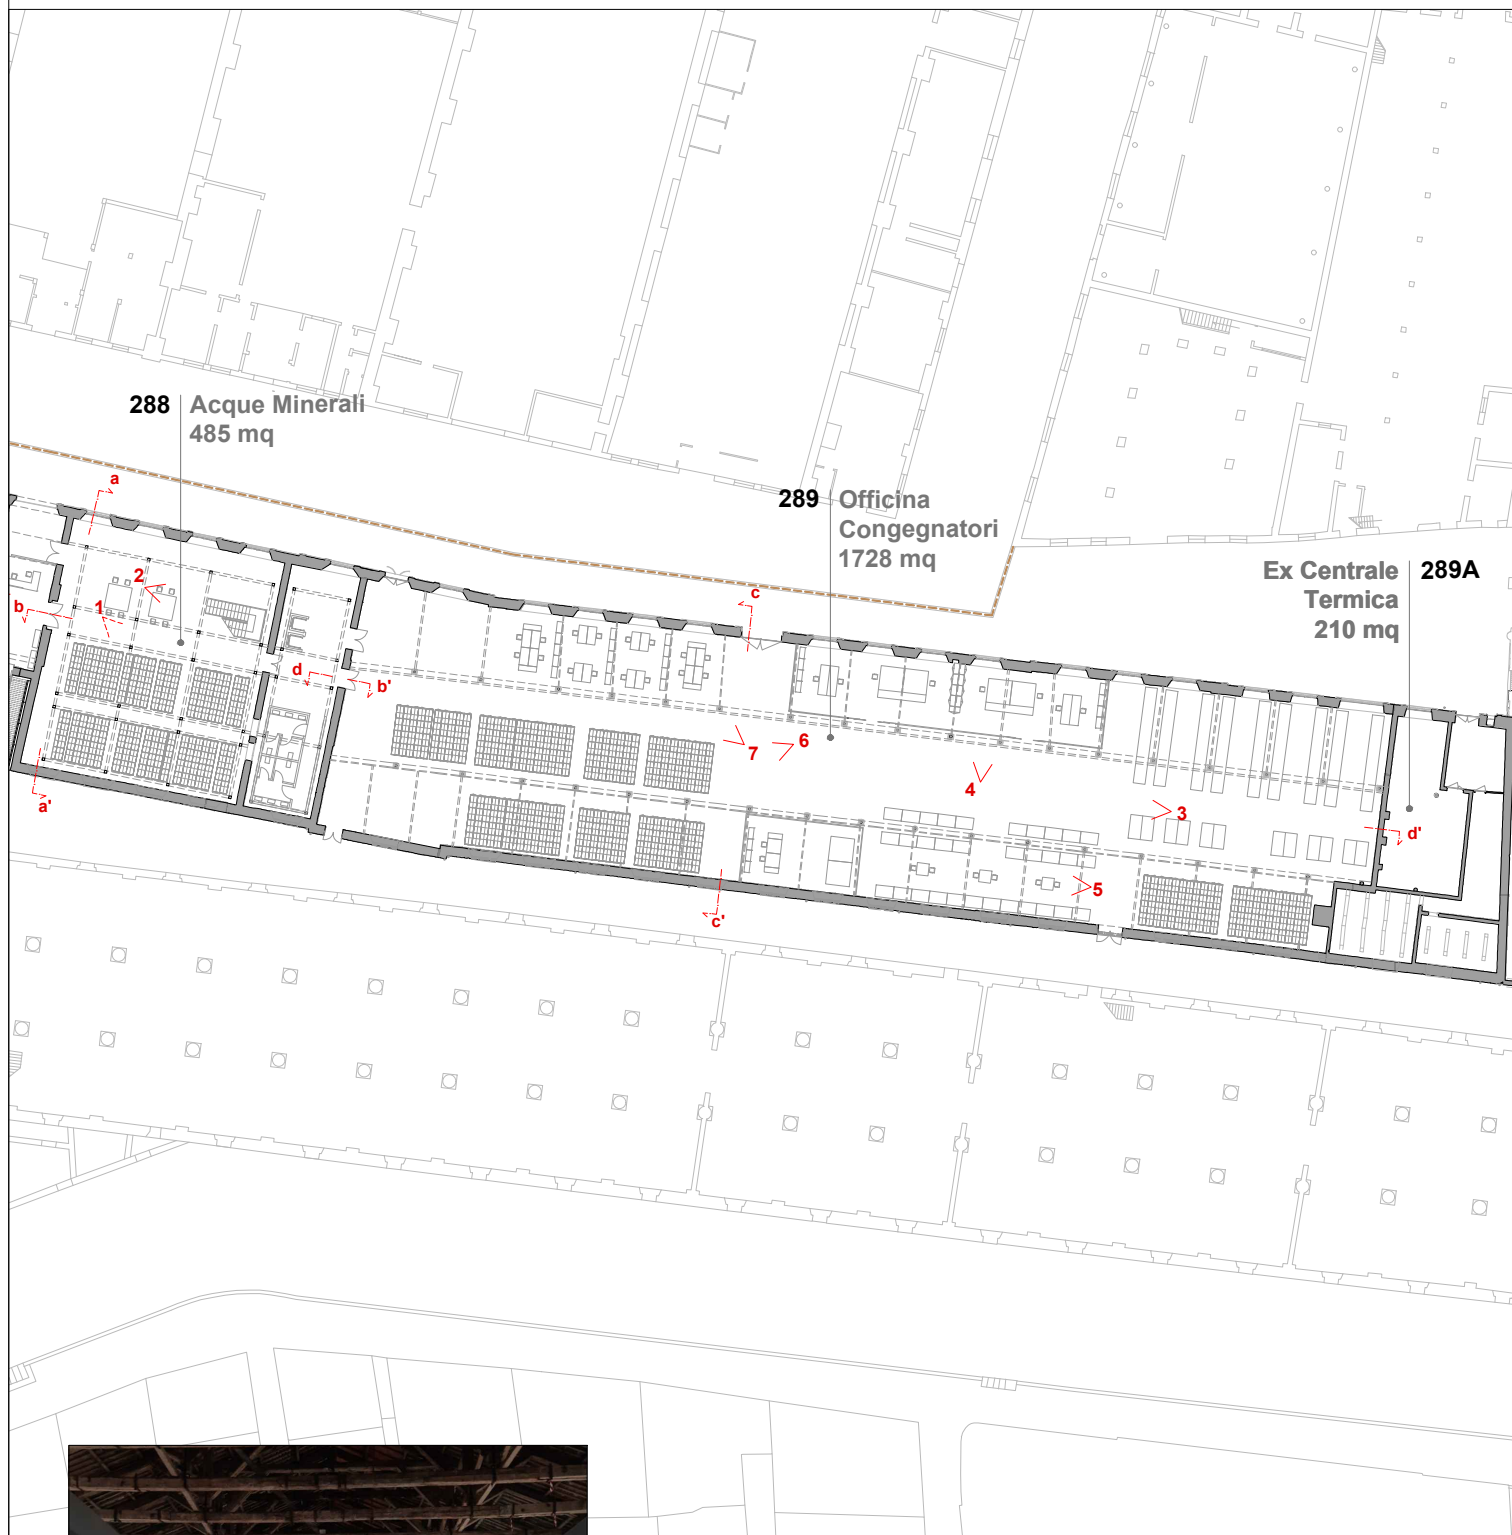 288 Acque Minerali
485 mq
289 Officina
Congegnatori
1728 mq
Ex Centrale 289A
Termica
210 mq
a
2
1
b
c
d
b'
7
6
4
3
d'
a'
5
c'